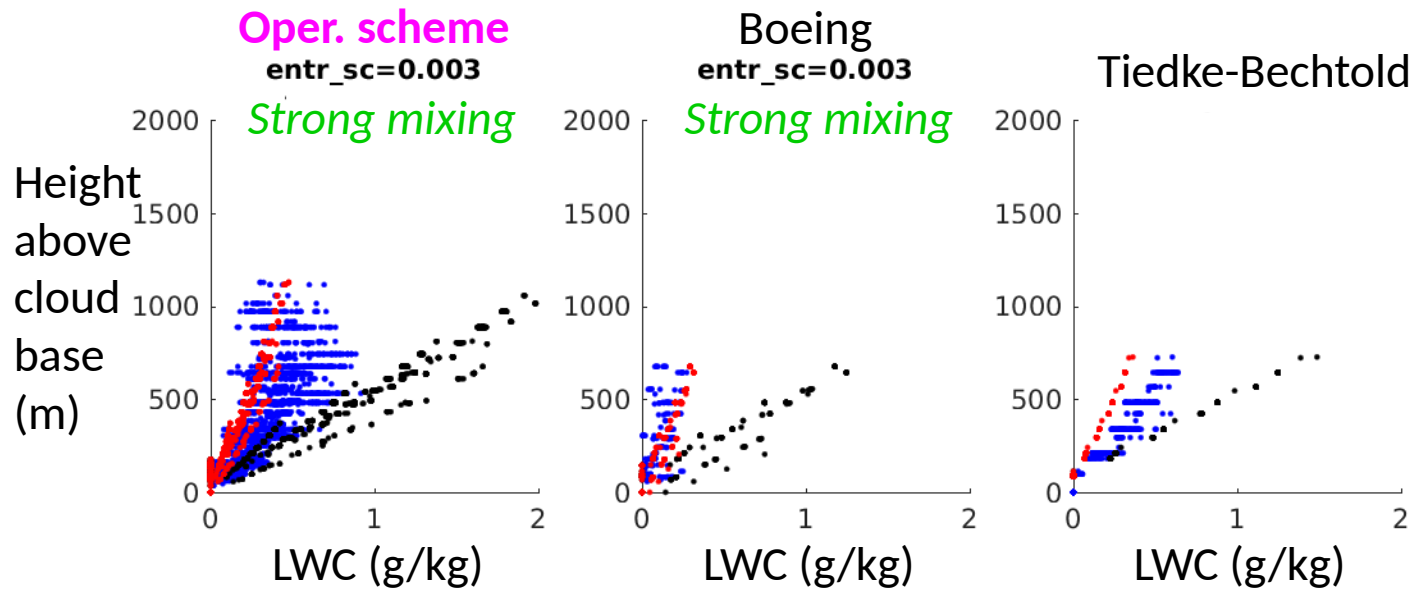 Oper. scheme
entr_sc=0.003
Strong mixing
Boeing
entr_sc=0.003
Strong mixing
Tiedke-Bechtold
Height
above
cloud
base
(m)
2000
1500
1000
500
0
0 1 2
LWC (g/kg)
2000
1500
1000
500
0
0 1 2
LWC (g/kg)
2000
1500
1000
500
0
0 1 2
LWC (g/kg)